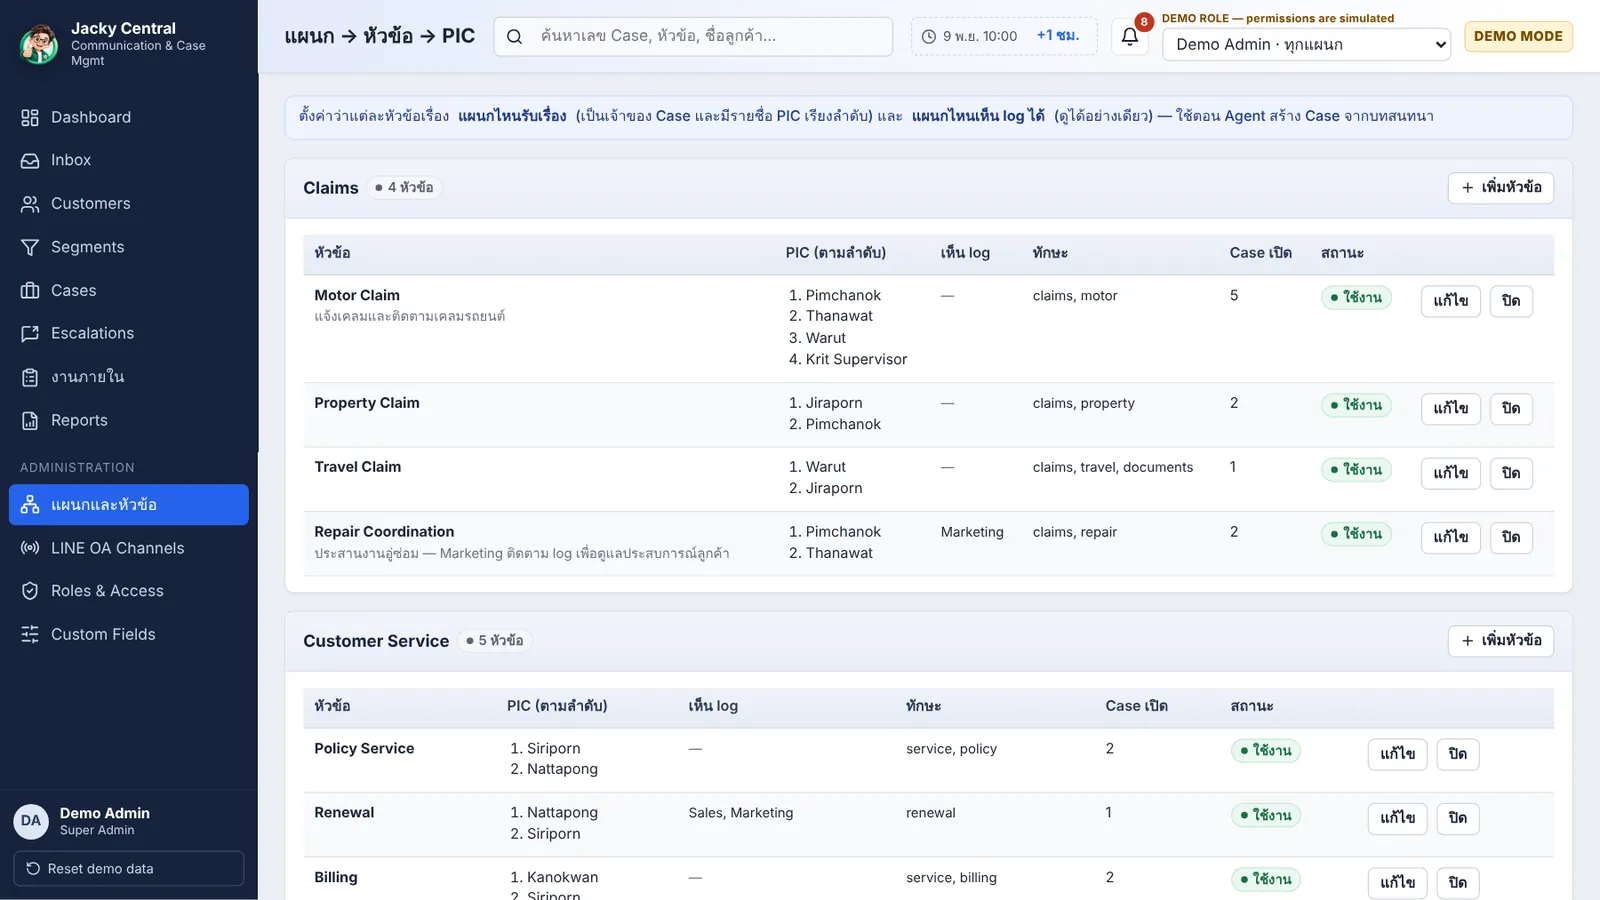 Jacky Central
Communication & Case
Mgmt
Dashboard
Inbox
Customers
Segments
Cases
Escalations
งานภายใน
Reports
ADMINISTRATION
แผนกและหัวข้อ
LINE OA Channels
Roles & Access
Custom Fields
DA
Demo Admin
Super Admin
Reset demo data
แผนก → หัวข้อ → PIC
ค้นหาเลข Case, หัวข้อ, ชื่อลูกค้า...
9 พ.ย. 10:00 +1 ชม.
8
DEMO ROLE — permissions are simulated
Demo Admin · ทุกแผนก
DEMO MODE
ตั้งค่าว่าแต่ละหัวข้อเรื่อง แผนกไหนรับเรื่อง (เป็นเจ้าของ Case และมีรายชื่อ PIC เรียงลำดับ) และ แผนกไหนเห็น log ได้ (ดูได้อย่างเดียว) — ใช้ตอน Agent สร้าง Case จากบทสนทนา
Claims 4 หัวข้อ + เพิ่มหัวข้อ
หัวข้อ PIC (ตามลำดับ) เห็น log ทักษะ Case เปิด สถานะ
Motor Claim 1. Pimchanok — claims, motor 5 ใช้งาน แก้ไข ปิด
แจ้งเคลมและติดตามเคลมรถยนต์ 2. Thanawat
3. Warut
4. Krit Supervisor
Property Claim 1. Jiraporn — claims, property 2 ใช้งาน แก้ไข ปิด
2. Pimchanok
Travel Claim 1. Warut — claims, travel, documents 1 ใช้งาน แก้ไข ปิด
2. Jiraporn
Repair Coordination 1. Pimchanok Marketing claims, repair 2 ใช้งาน แก้ไข ปิด
ประสานงานอู่ซ่อม — Marketing ติดตาม log เพื่อดูแลประสบการณ์ลูกค้า 2. Thanawat
Customer Service 5 หัวข้อ + เพิ่มหัวข้อ
หัวข้อ PIC (ตามลำดับ) เห็น log ทักษะ Case เปิด สถานะ
Policy Service 1. Siriporn — service, policy 2 ใช้งาน แก้ไข ปิด
2. Nattapong
Renewal 1. Nattapong Sales, Marketing renewal 1 ใช้งาน แก้ไข ปิด
2. Siriporn
Billing 1. Kanokwan — service, billing 2 ใช้งาน แก้ไข ปิด
2. Siriporn